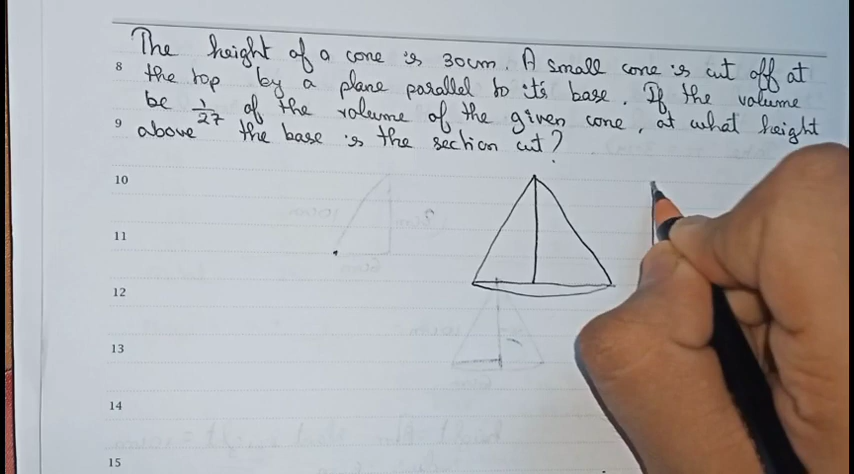 The height of a cone is 30cm. A small cone is cut off at
8 the top by a plane parallel to it's base. If the volume
be 1/27 of the volume of the given cone, at what height
9 above the base is the section cut?
10
11
12
13
14
15